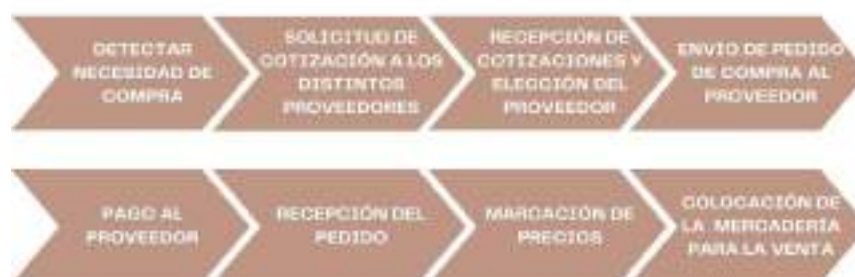 DETECTAR
NECESIDAD DE
COMPRA
SOLICITUD DE
COTIZACIÓN A LOS
DISTINTOS
PROVEEDORES
RECEPCIÓN DE
COTIZACIONES Y
ELECCIÓN DEL
PROVEEDOR
ENVÍO DE PEDIDO
DE COMPRA AL
PROVEEDOR
PAGO AL
PROVEEDOR
RECEPCIÓN DEL
PEDIDO
MARCACIÓN DE
PRECIOS
COLOCACIÓN DE
LA MERCADERÍA
PARA LA VENTA